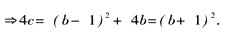 ⇒4c= (b− 1)²+ 4b=(b+ 1)².